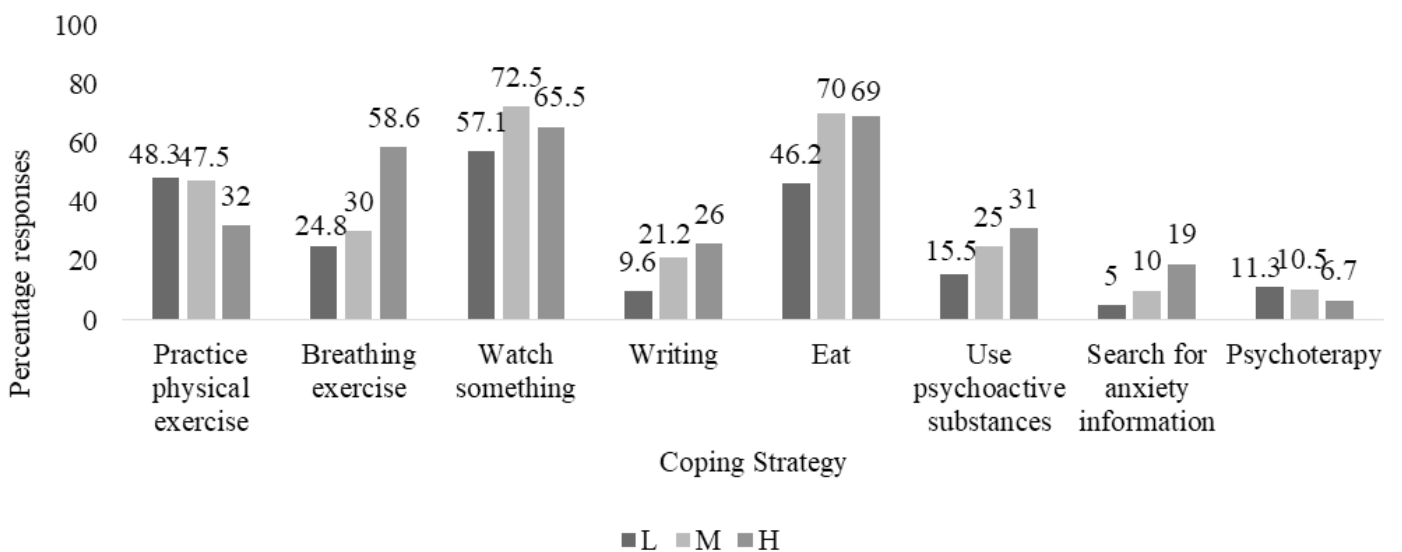 100
80
60
40
20
0
Percentage responses
48.3 47.5 32
24.8 30 58.6
57.1 72.5 65.5
9.6 21.2 26
46.2 70 69
15.5 25 31
5 10 19
11.3 10.5 6.7
Practice
physical
exercise
Breathing
exercise
Watch
something
Writing
Eat
Use
psychoactive
substances
Search for
anxiety
information
Psychoterapy
Coping Strategy
L M H